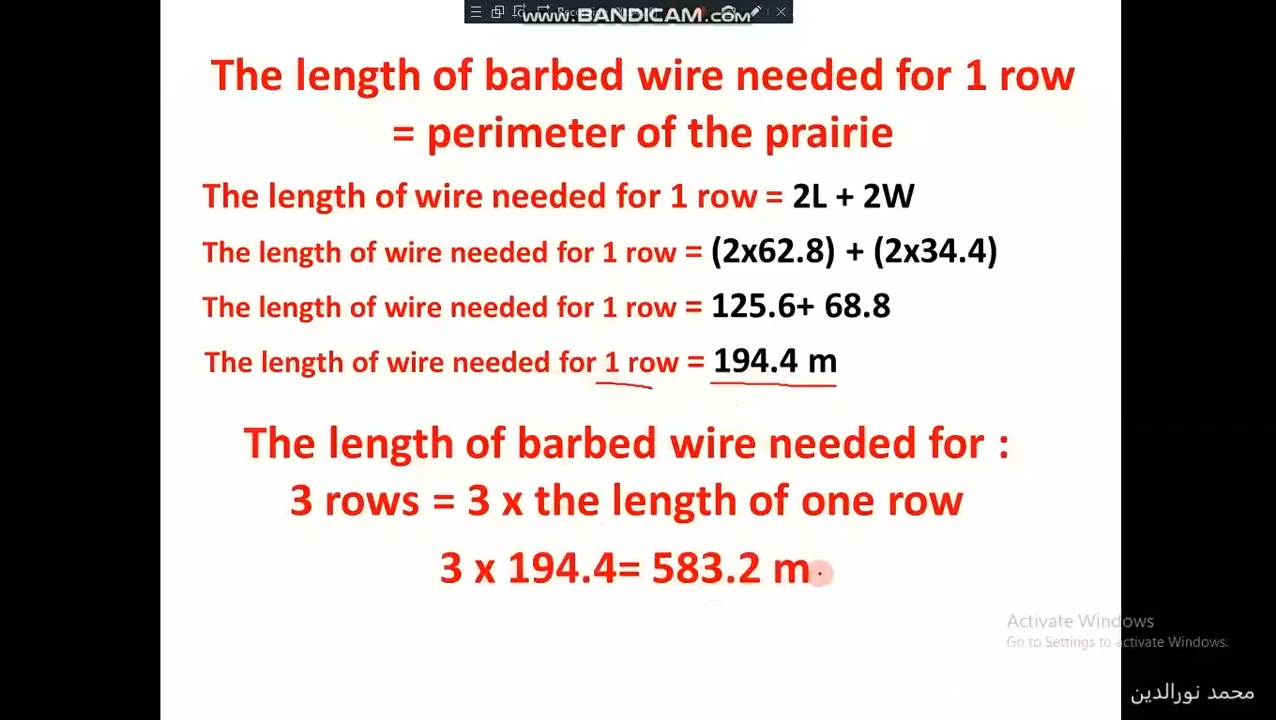 www.BANDICAM.com
The length of barbed wire needed for 1 row
= perimeter of the prairie
The length of wire needed for 1 row = 2L + 2W
The length of wire needed for 1 row = (2x62.8) + (2x34.4)
The length of wire needed for 1 row = 125.6+ 68.8
The length of wire needed for 1 row = 194.4 m
The length of barbed wire needed for :
3 rows = 3 x the length of one row
3 x 194.4= 583.2 m
Activate Windows
Go to Settings to activate Windows.
محمد نورالدين